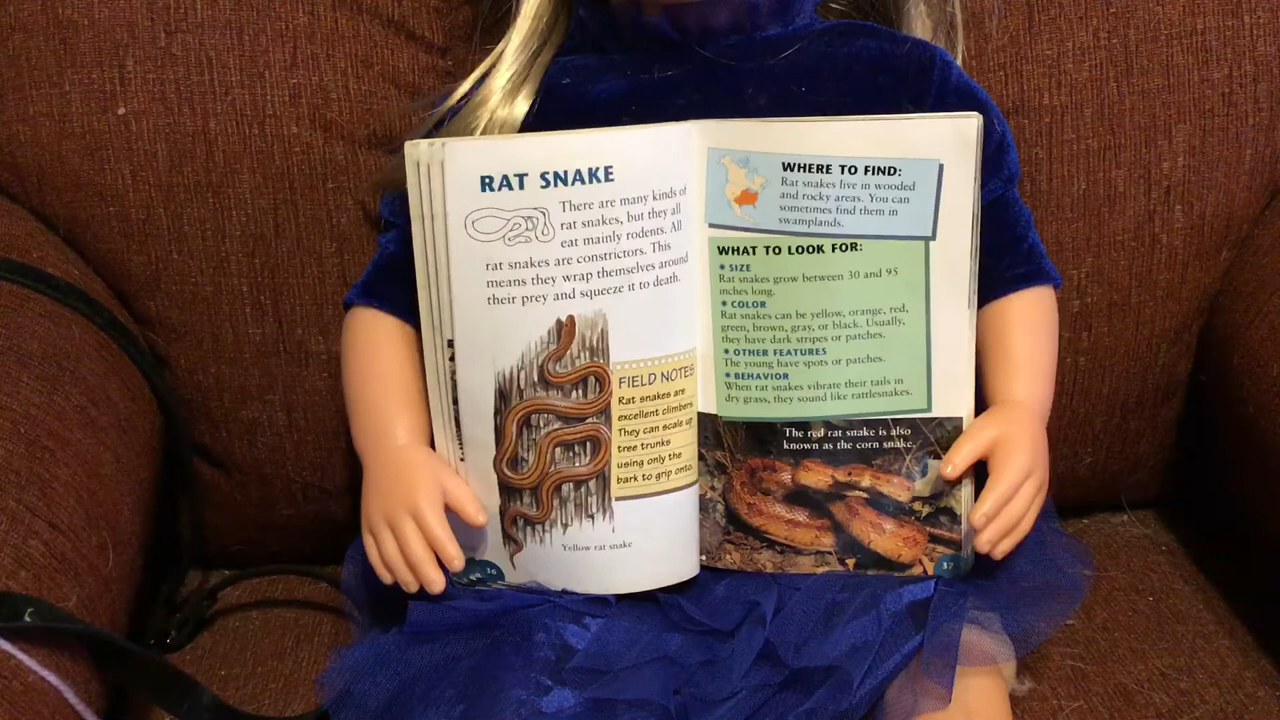 RAT SNAKE
There are many kinds of
rat snakes, but they all
eat mainly rodents. All
rat snakes are constrictors. This
means they wrap themselves around
their prey and squeeze it to death.
FIELD NOTES
Rat snakes are
excellent climbers.
They can scale up
tree trunks
using only the
bark to grip onto.
Yellow rat snake
36
WHERE TO FIND:
Rat snakes live in wooded
and rocky areas. You can
sometimes find them in
swamplands.
WHAT TO LOOK FOR:
* SIZE
Rat snakes grow between 30 and 95
inches long.
* COLOR
Rat snakes can be yellow, orange, red,
green, brown, gray, or black. Usually,
they have dark stripes or patches.
* OTHER FEATURES
The young have spots or patches.
* BEHAVIOR
When rat snakes vibrate their tails in
dry grass, they sound like rattlesnakes.
The red rat snake is also
known as the corn snake.
37